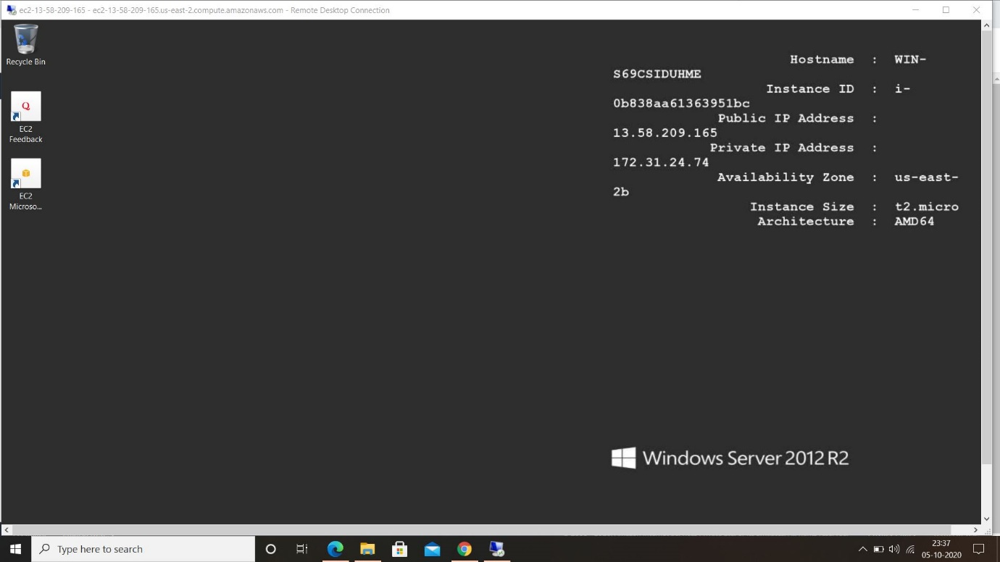 ec2-13-58-209-165 - ec2-13-58-209-165.us-east-2.compute.amazonaws.com - Remote Desktop Connection
Recycle Bin
Q
EC2
Feedback
EC2
Microso...
Hostname : WIN-
S69CSIDUHME
Instance ID : i-
0b838aa61363951bc
Public IP Address :
13.58.209.165
Private IP Address :
172.31.24.74
Availability Zone : us-east-
2b
Instance Size : t2.micro
Architecture : AMD64
Windows Server 2012 R2
Type here to search
23:37
05-10-2020